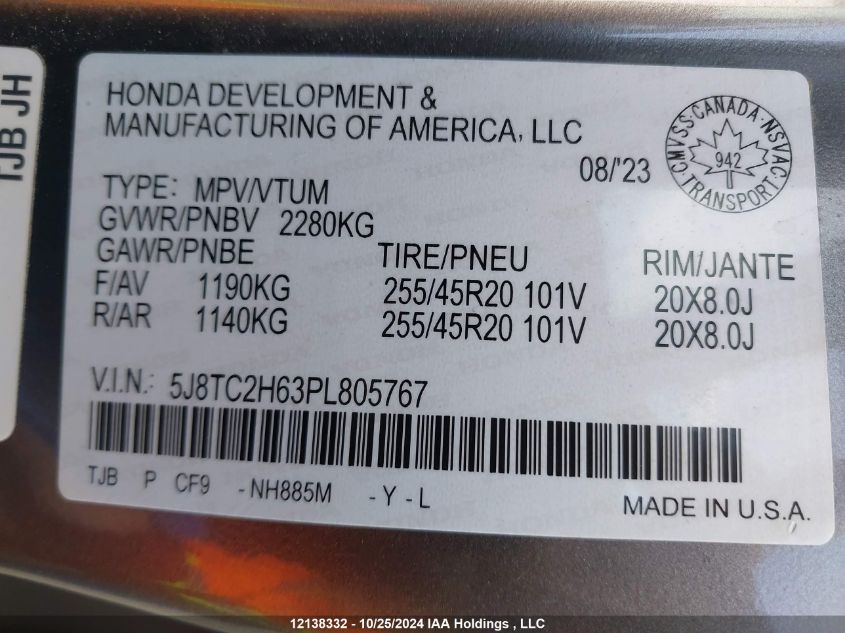 TJB JH
HONDA DEVELOPMENT &
MANUFACTURING OF AMERICA, LLC
08/'23
CMVSS · CANADA · NSVAC
942
TRANSPORT
TYPE: MPV/VTUM
GVWR/PNBV 2280KG
GAWR/PNBE TIRE/PNEU RIM/JANTE
F/AV 1190KG 255/45R20 101V 20X8.0J
R/AR 1140KG 255/45R20 101V 20X8.0J
V.I.N.: 5J8TC2H63PL805767
TJB P CF9 -NH885M -Y-L
MADE IN U.S.A.
12138332 - 10/25/2024 IAA Holdings , LLC